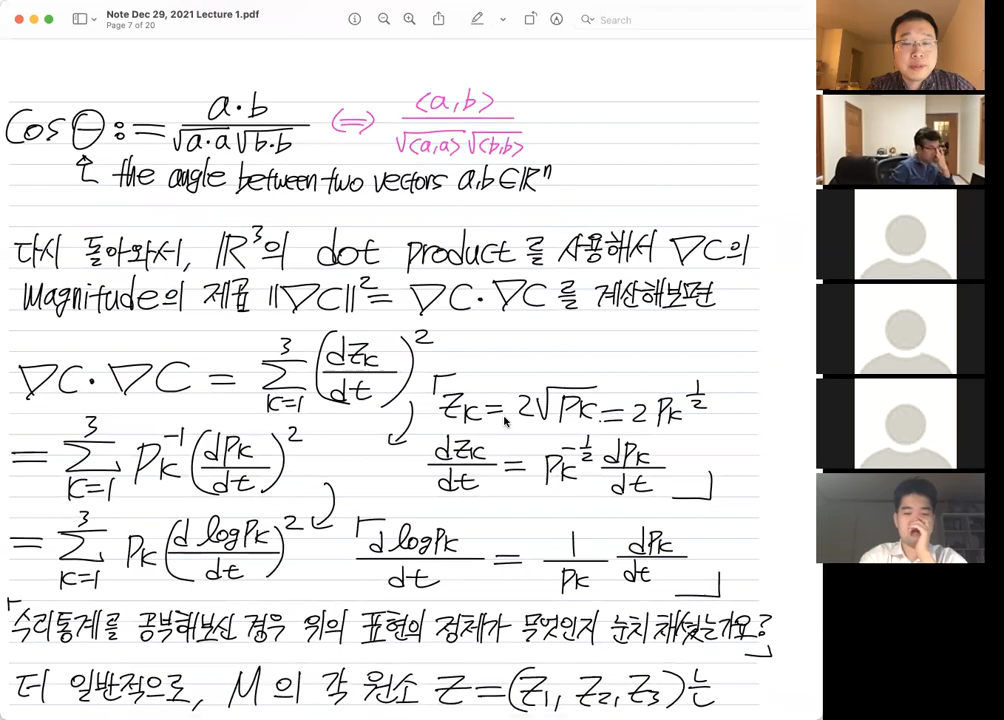 Note Dec 29, 2021 Lecture 1.pdf
Page 7 of 20
Search
Cos Θ := a·b / √a·a √b·b ⟺ <a,b> / √<a,a> √<b,b>
the angle between two vectors a,b ∈ ℝⁿ
다시 돌아와서, ℝ³의 dot product를 사용해서 ∇C의
Magnitude의 제곱 ‖∇C‖² = ∇C·∇C를 계산해보면
∇C·∇C = Σ_{K=1}^{3} (dZ_K/dt)² 「Z_K = 2√P_K = 2P_K^{1/2}
= Σ_{K=1}^{3} P_K^{-1} (dP_K/dt)² dZ_K/dt = P_K^{-1/2} dP_K/dt 」
= Σ_{K=1}^{3} P_K (d log P_K/dt)² 「d log P_K/dt = 1/P_K dP_K/dt 」
「수리통계를 공부해보신 경우 위의 표현의 정체가 무엇인지 눈치 채셨는가요?」
더 일반적으로, M의 각 원소 Z = (Z₁, Z₂, Z₃)는